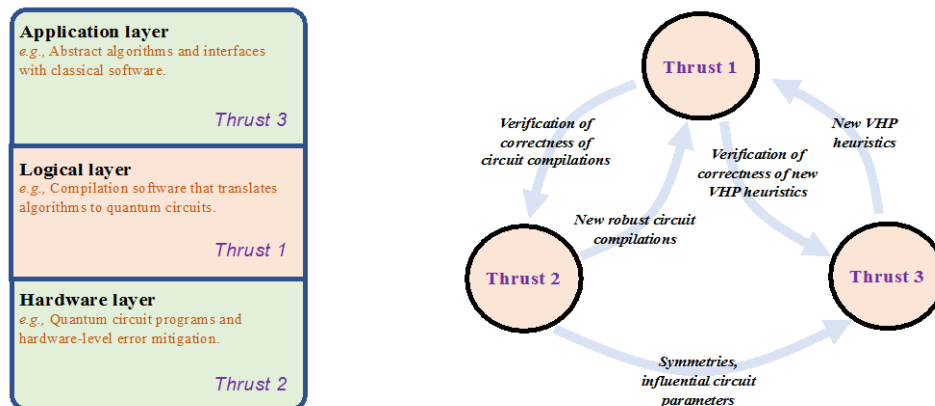 Application layer
e.g., Abstract algorithms and interfaces
with classical software.
Thrust 3
Logical layer
e.g., Compilation software that translates
algorithms to quantum circuits.
Thrust 1
Hardware layer
e.g., Quantum circuit programs and
hardware-level error mitigation.
Thrust 2
Thrust 1
Verification of
correctness of
circuit compilations
New VHP
heuristics
Verification of
correctness of new
VHP heuristics
New robust circuit
compilations
Thrust 2
Thrust 3
Symmetries,
influential circuit
parameters